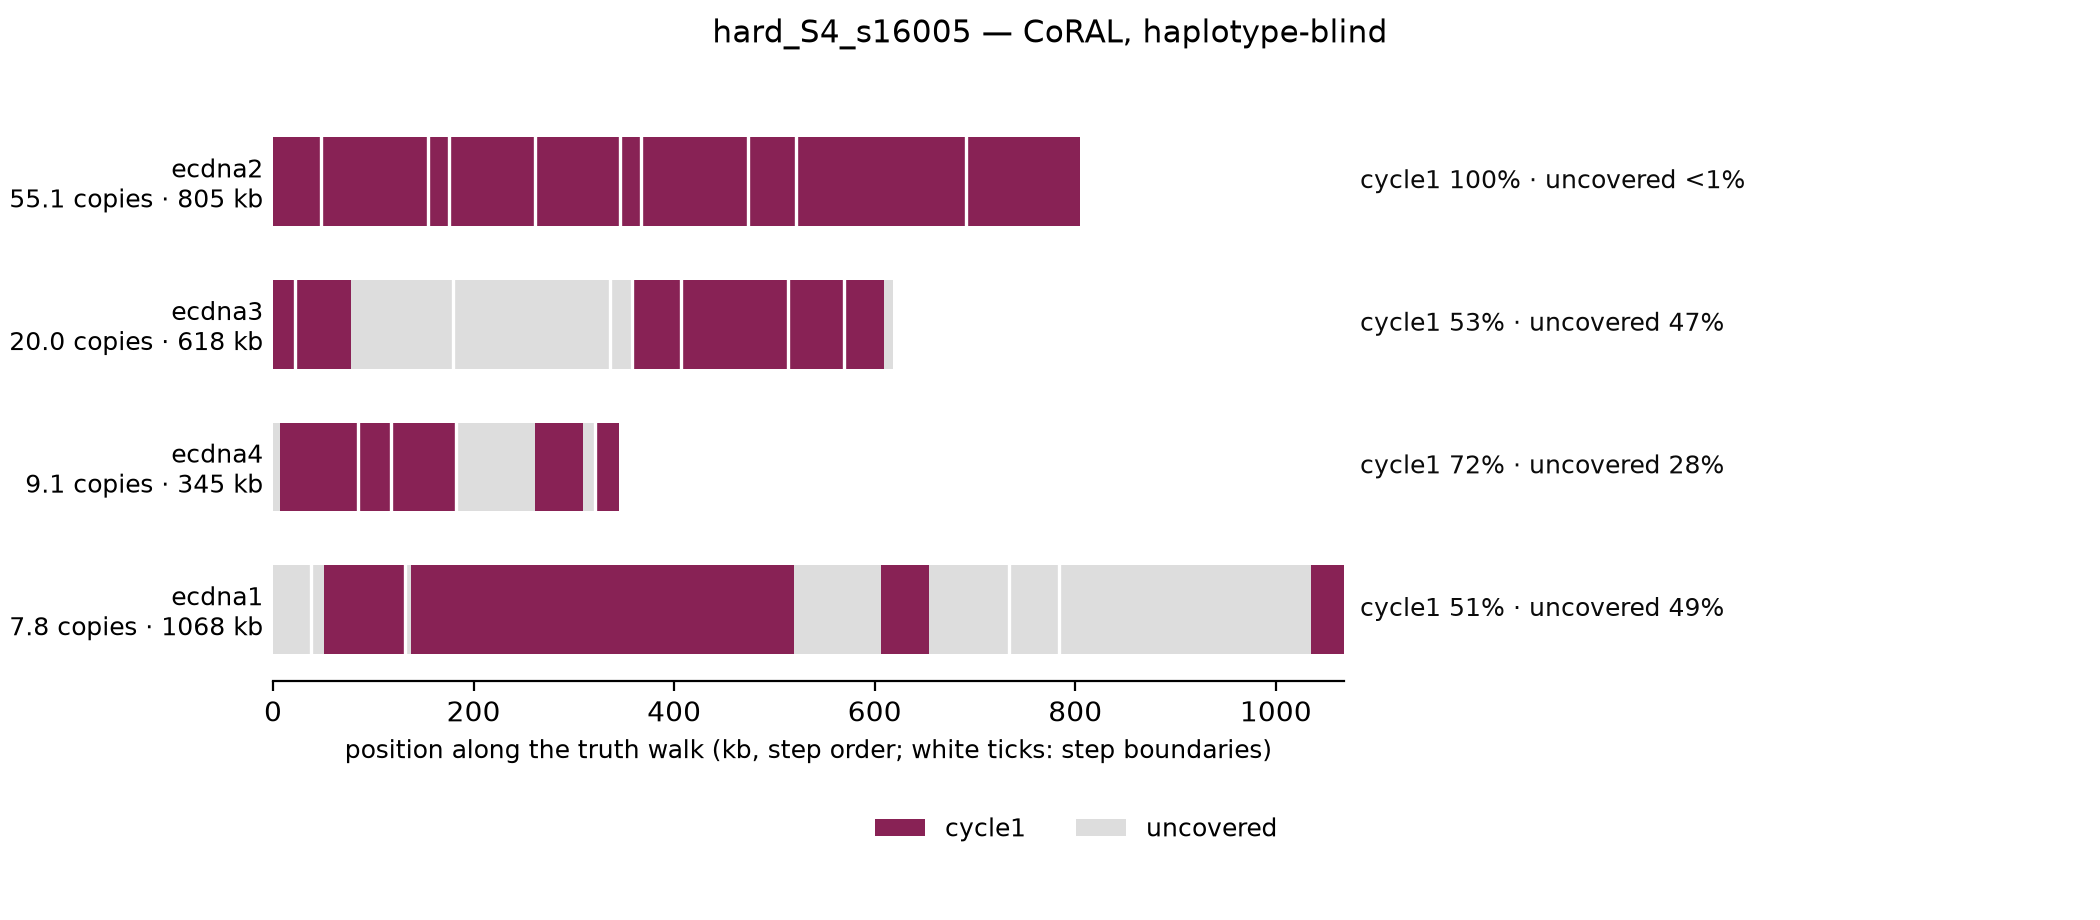 hard_S4_s16005 — CoRAL, haplotype-blind
ecdna2
55.1 copies · 805 kb
cycle1 100% · uncovered <1%
ecdna3
20.0 copies · 618 kb
cycle1 53% · uncovered 47%
ecdna4
9.1 copies · 345 kb
cycle1 72% · uncovered 28%
ecdna1
7.8 copies · 1068 kb
cycle1 51% · uncovered 49%
0 200 400 600 800 1000
position along the truth walk (kb, step order; white ticks: step boundaries)
cycle1 uncovered